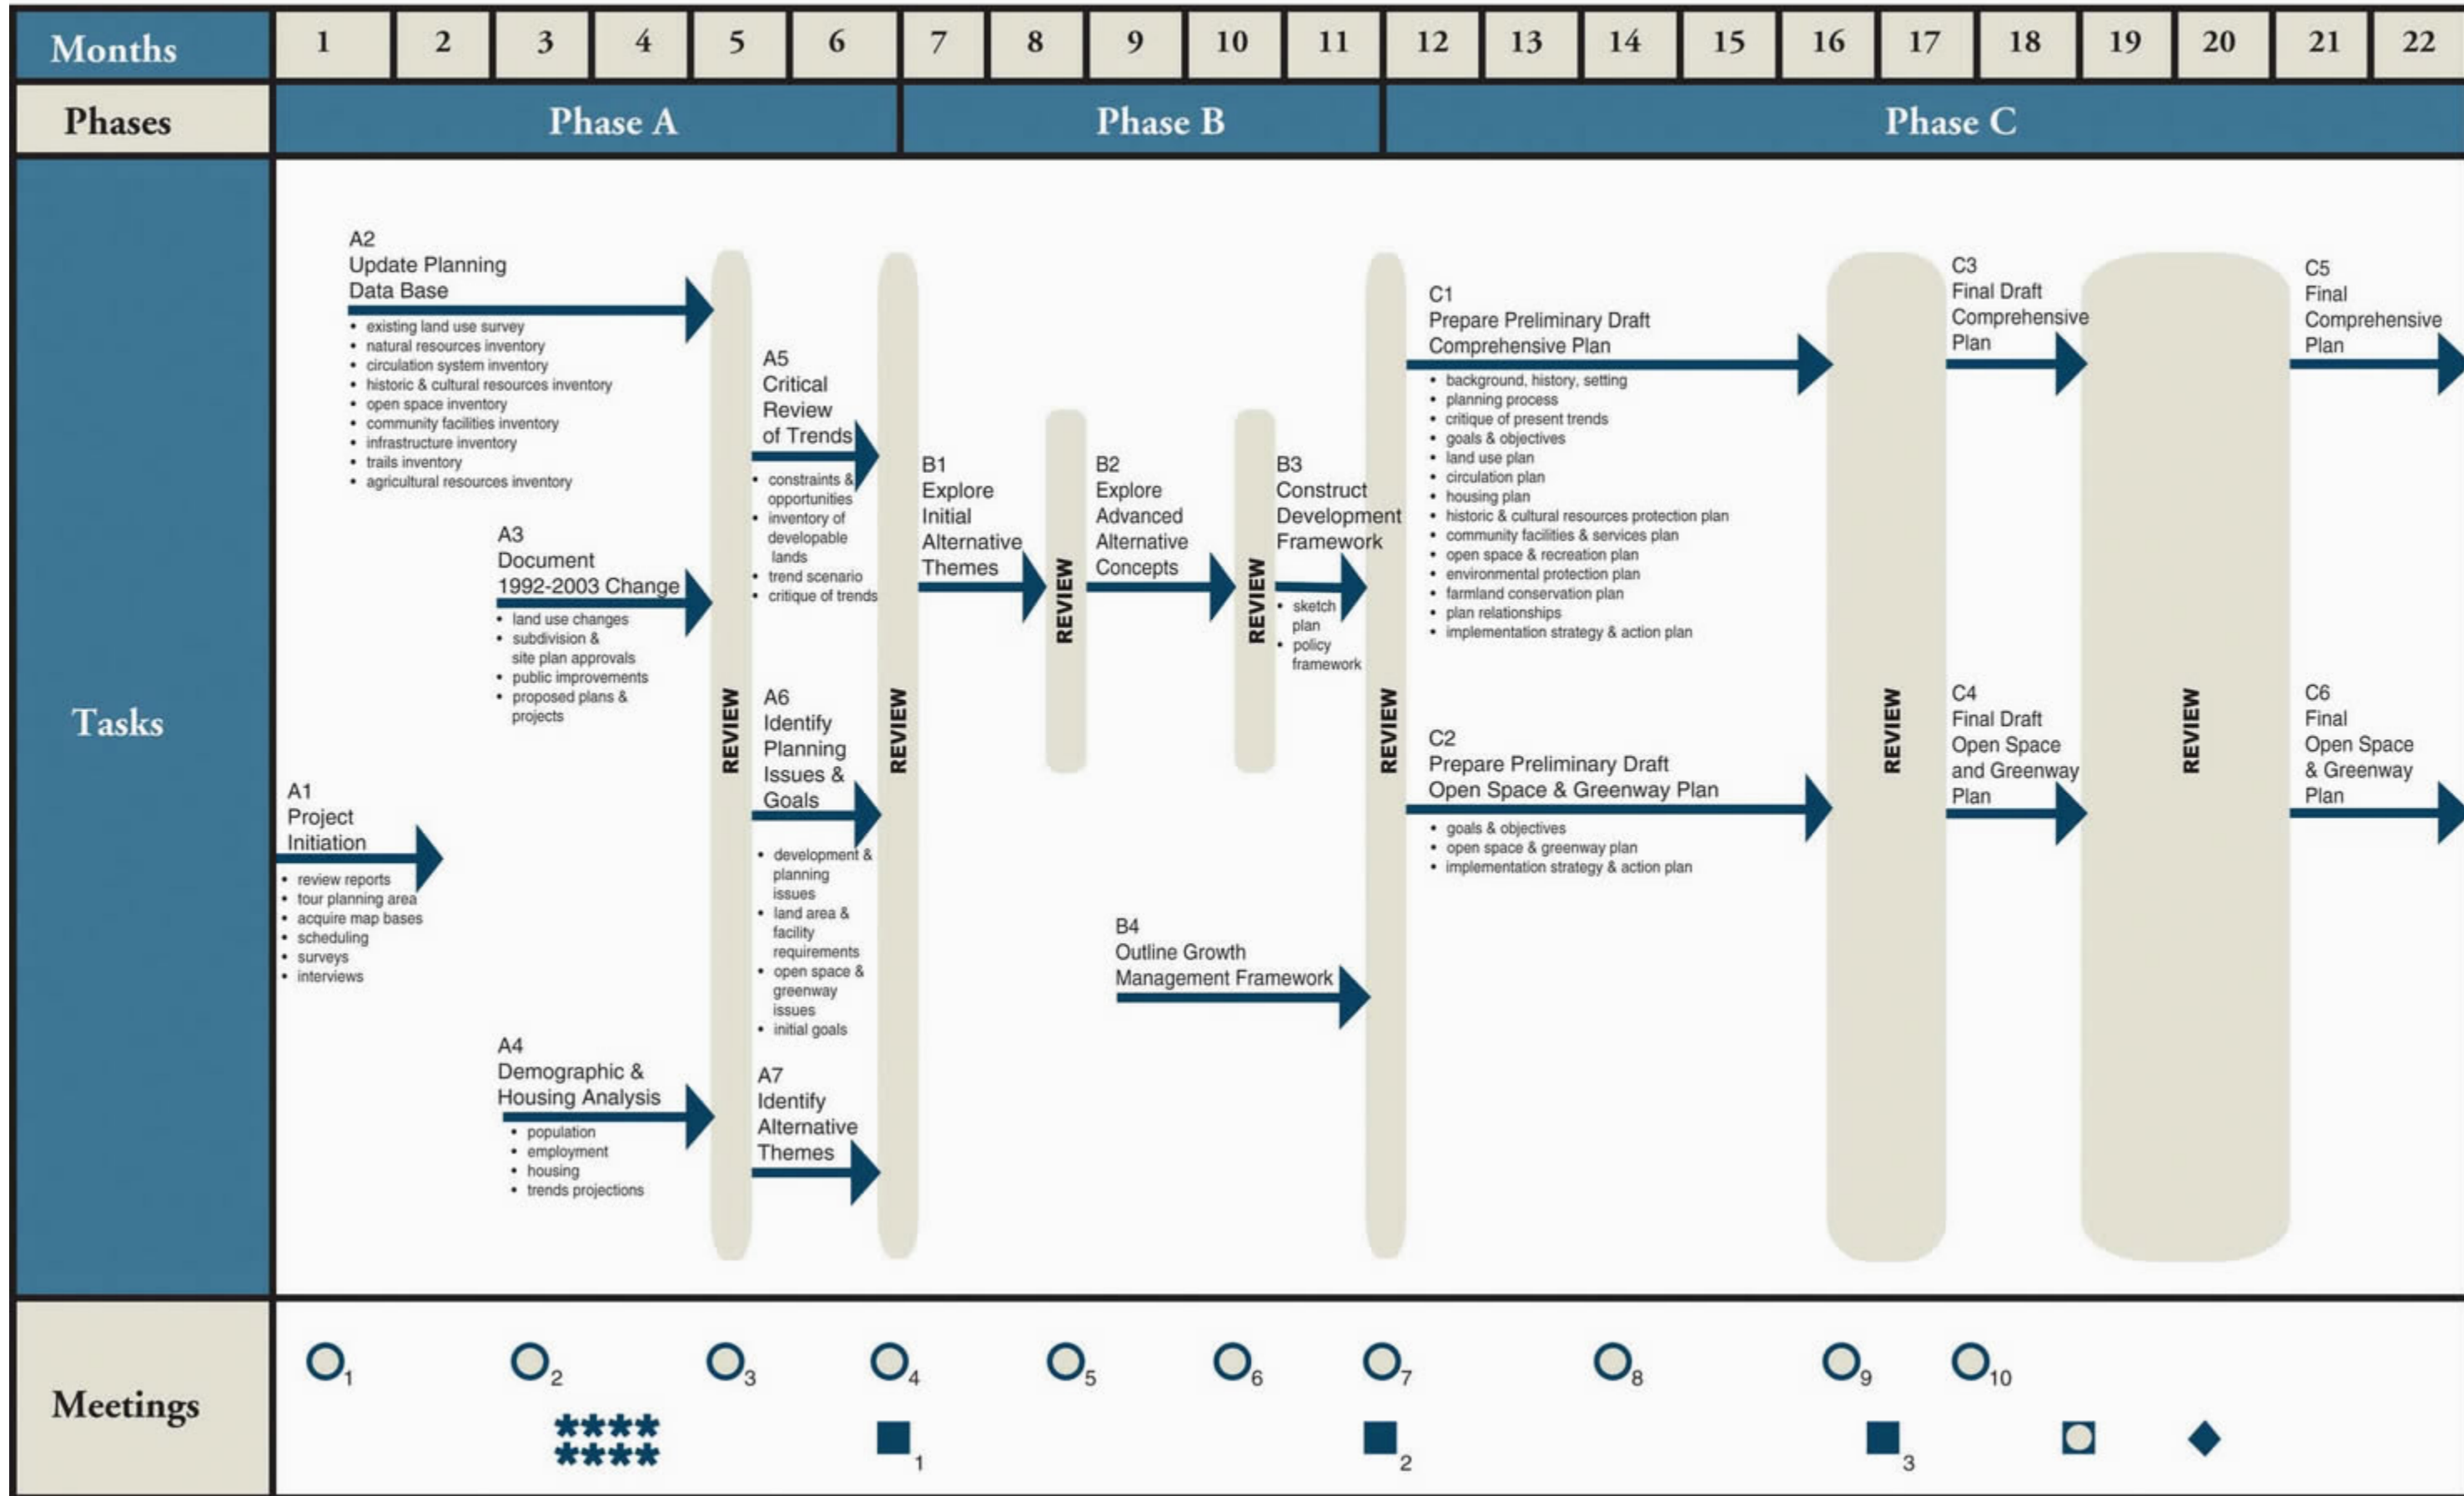 Months 1 2 3 4 5 6 7 8 9 10 11 12 13 14 15 16 17 18 19 20 21 22
Phases Phase A Phase B Phase C
Tasks
A1
Project
Initiation
• review reports
• tour planning area
• acquire map bases
• scheduling
• surveys
• interviews
A2
Update Planning
Data Base
• existing land use survey
• natural resources inventory
• circulation system inventory
• historic & cultural resources inventory
• open space inventory
• community facilities inventory
• infrastructure inventory
• trails inventory
• agricultural resources inventory
A3
Document
1992-2003 Change
• land use changes
• subdivision &
site plan approvals
• public improvements
• proposed plans &
projects
A4
Demographic &
Housing Analysis
• population
• employment
• housing
• trends projections
REVIEW
A5
Critical
Review
of Trends
• constraints &
opportunities
• inventory of
developable
lands
• trend scenario
• critique of trends
A6
Identify
Planning
Issues &
Goals
• development &
planning
issues
• land area &
facility
requirements
• open space &
greenway
issues
• initial goals
A7
Identify
Alternative
Themes
REVIEW
B1
Explore
Initial
Alternative
Themes
REVIEW
B2
Explore
Advanced
Alternative
Concepts
REVIEW
B3
Construct
Development
Framework
• sketch
plan
• policy
framework
B4
Outline Growth
Management Framework
REVIEW
C1
Prepare Preliminary Draft
Comprehensive Plan
• background, history, setting
• planning process
• critique of present trends
• goals & objectives
• land use plan
• circulation plan
• housing plan
• historic & cultural resources protection plan
• community facilities & services plan
• open space & recreation plan
• environmental protection plan
• farmland conservation plan
• plan relationships
• implementation strategy & action plan
C2
Prepare Preliminary Draft
Open Space & Greenway Plan
• goals & objectives
• open space & greenway plan
• implementation strategy & action plan
REVIEW
C3
Final Draft
Comprehensive
Plan
C4
Final Draft
Open Space
and Greenway
Plan
REVIEW
C5
Final
Comprehensive
Plan
C6
Final
Open Space
& Greenway
Plan
Meetings
1 2 3 4 5 6 7 8 9 10
****
****
1 2 3